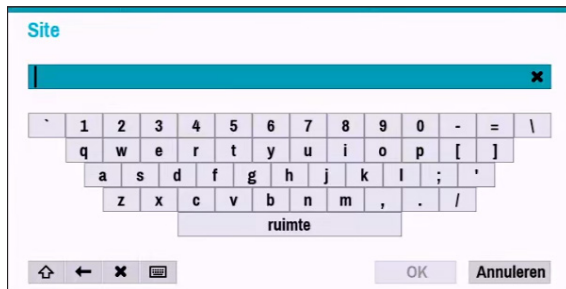 Site
` 1 2 3 4 5 6 7 8 9 0 - = \
q w e r t y u i o p [ ]
a s d f g h j k l ; '
z x c v b n m , . /
ruimte
OK Annuleren